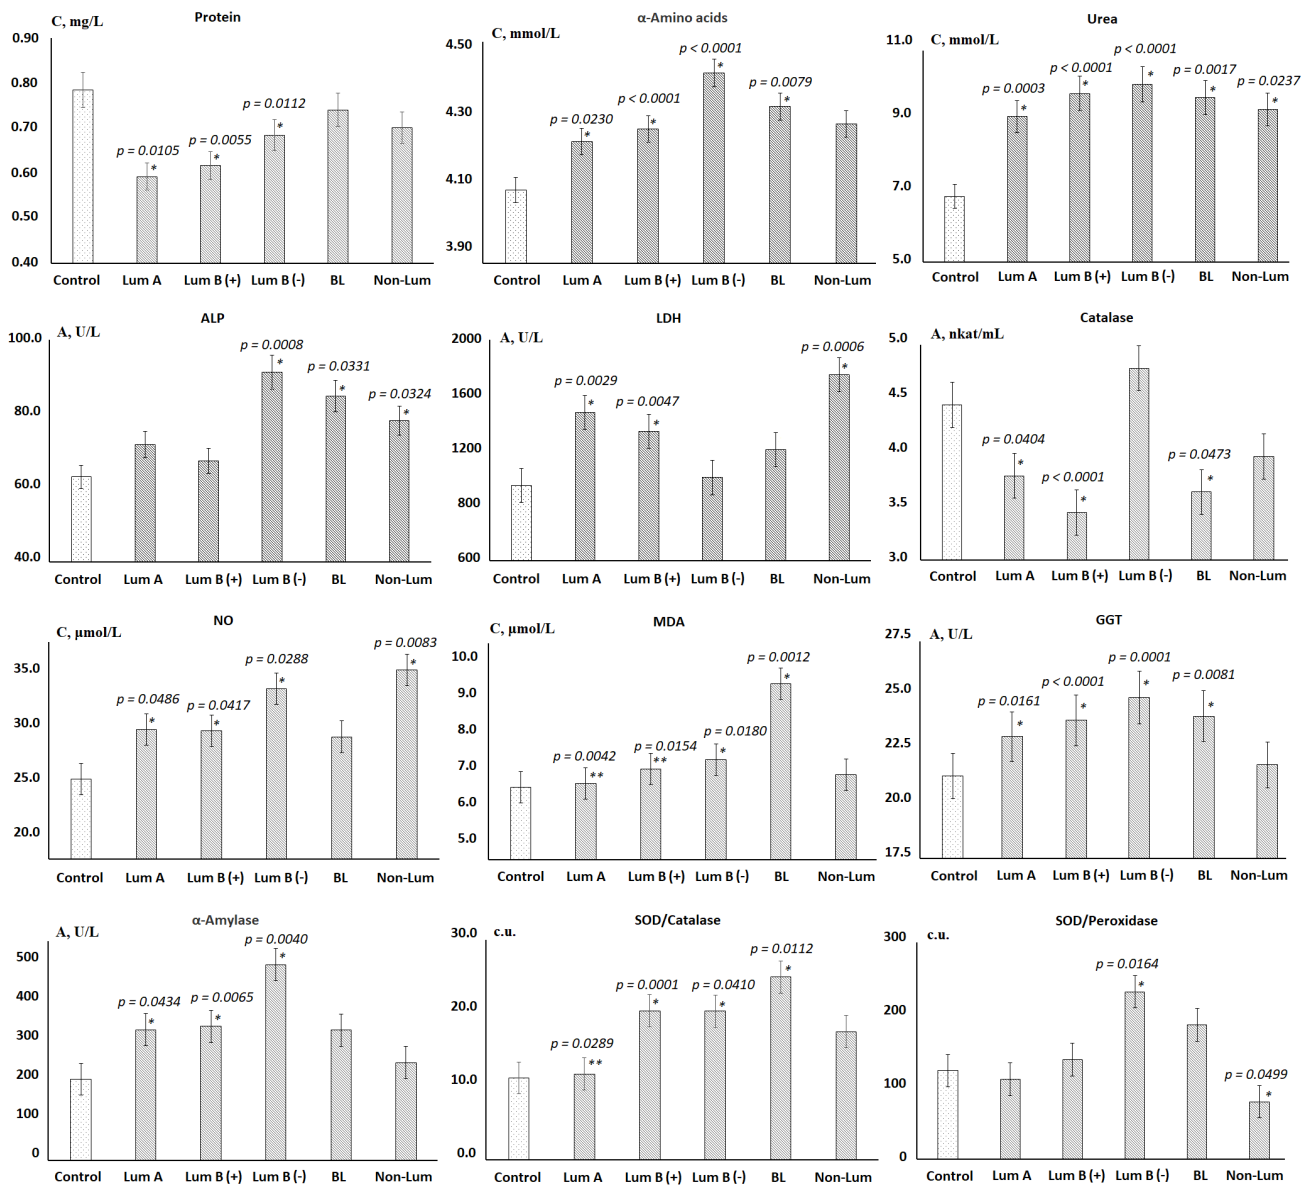 Protein
C, mg/L
0.90
0.80
0.70
0.60
0.50
0.40
p = 0.0105
p = 0.0055
p = 0.0112
*
*
*
Control Lum A Lum B (+) Lum B (-) BL Non-Lum
α-Amino acids
C, mmol/L
4.50
4.30
4.10
3.90
p = 0.0230
p < 0.0001
p < 0.0001
p = 0.0079
*
*
*
*
Control Lum A Lum B (+) Lum B (-) BL Non-Lum
Urea
C, mmol/L
11.0
9.0
7.0
5.0
p = 0.0003
p < 0.0001
p < 0.0001
p = 0.0017
p = 0.0237
*
*
*
*
*
Control Lum A Lum B (+) Lum B (-) BL Non-Lum
ALP
A, U/L
100.0
80.0
60.0
40.0
p = 0.0008
p = 0.0331
p = 0.0324
*
*
*
Control Lum A Lum B (+) Lum B (-) BL Non-Lum
LDH
A, U/L
2000
1600
1200
800
600
p = 0.0029
p = 0.0047
p = 0.0006
*
*
*
Control Lum A Lum B (+) Lum B (-) BL Non-Lum
Catalase
A, nkat/mL
5.0
4.5
4.0
3.5
3.0
p = 0.0404
p < 0.0001
p = 0.0473
*
*
*
Control Lum A Lum B (+) Lum B (-) BL Non-Lum
NO
C, µmol/L
35.0
30.0
25.0
20.0
p = 0.0486
p = 0.0417
p = 0.0288
p = 0.0083
*
*
*
*
Control Lum A Lum B (+) Lum B (-) BL Non-Lum
MDA
C, µmol/L
10.0
9.0
8.0
7.0
6.0
5.0
p = 0.0042
p = 0.0154
p = 0.0180
p = 0.0012
**
**
*
*
Control Lum A Lum B (+) Lum B (-) BL Non-Lum
GGT
A, U/L
27.5
25.0
22.5
20.0
17.5
p = 0.0161
p < 0.0001
p = 0.0001
p = 0.0081
*
*
*
*
Control Lum A Lum B (+) Lum B (-) BL Non-Lum
α-Amylase
A, U/L
500
400
300
200
100
0
p = 0.0434
p = 0.0065
p = 0.0040
*
*
*
Control Lum A Lum B (+) Lum B (-) BL Non-Lum
SOD/Catalase
c.u.
30.0
20.0
10.0
0.0
p = 0.0289
p = 0.0001
p = 0.0410
p = 0.0112
**
*
*
*
Control Lum A Lum B (+) Lum B (-) BL Non-Lum
SOD/Peroxidase
c.u.
300
200
100
0
p = 0.0164
p = 0.0499
*
*
Control Lum A Lum B (+) Lum B (-) BL Non-Lum